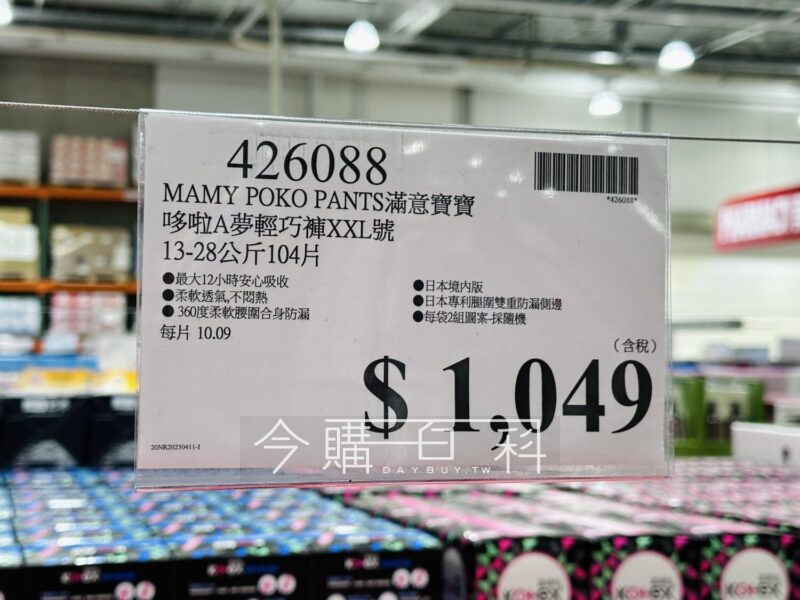 426088
*426088*
MAMY POKO PANTS滿意寶寶
哆啦A夢輕巧褲XXL號
13-28公斤104片
●最大12小時安心吸收
●柔軟透氣,不悶熱
●360度柔軟腰圍合身防漏
每片 10.09
●日本境內版
●日本專利腿圍雙重防漏側邊
●每袋2組圖案-採隨機
(含稅)
$ 1,049
20NR20250411-1
今購百科
DAYBUY.TW
PHARMACY